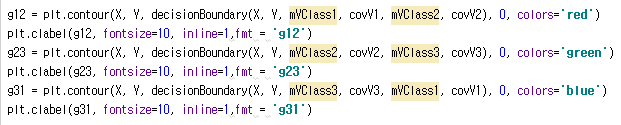 g12 = plt.contour(X, Y, decisionBoundary(X, Y, mVClass1, covV1, mVClass2, covV2), 0, colors='red')
plt.clabel(g12, fontsize=10, inline=1,fmt = 'g12')
g23 = plt.contour(X, Y, decisionBoundary(X, Y, mVClass2, covV2, mVClass3, covV3), 0, colors='green')
plt.clabel(g23, fontsize=10, inline=1,fmt = 'g23')
g31 = plt.contour(X, Y, decisionBoundary(X, Y, mVClass3, covV3, mVClass1, covV1), 0, colors='blue')
plt.clabel(g31, fontsize=10, inline=1,fmt = 'g31')